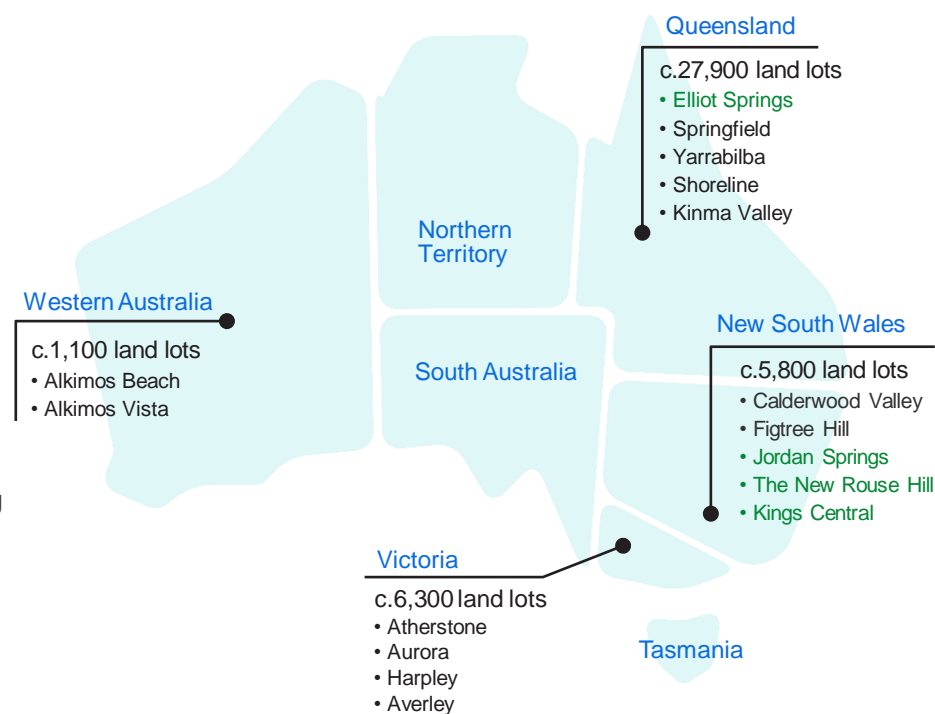 Queensland
c.27,900 land lots
• Elliot Springs
• Springfield
• Yarrabilba
• Shoreline
• Kinma Valley
Northern
Territory
Western Australia
c.1,100 land lots
• Alkimos Beach
• Alkimos Vista
South Australia
New South Wales
c.5,800 land lots
• Calderwood Valley
• Figtree Hill
• Jordan Springs
• The New Rouse Hill
• Kings Central
Victoria
c.6,300 land lots
• Atherstone
• Aurora
• Harpley
• Averley
Tasmania